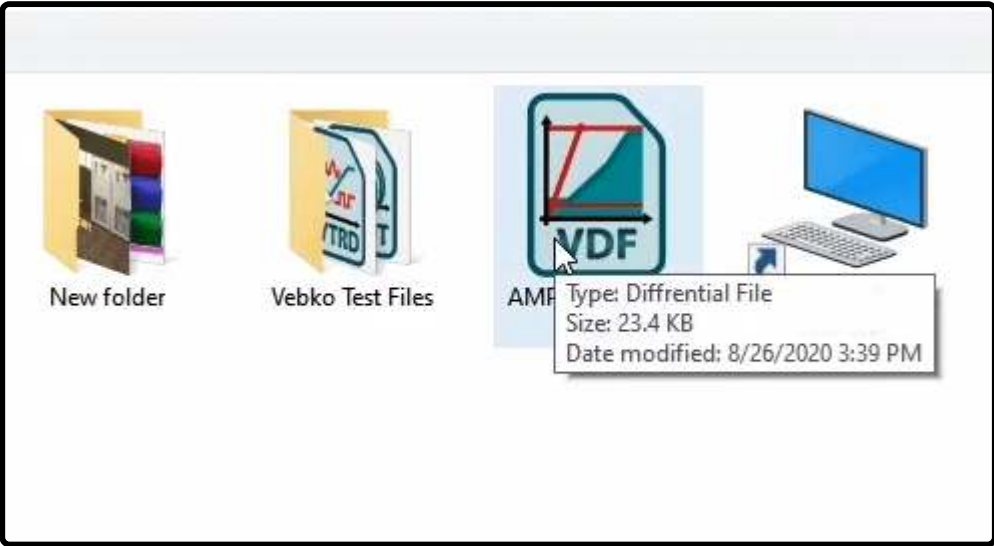 VTRD
T
VDF
New folder
Vebko Test Files
AMP
Type: Diffrential File
Size: 23.4 KB
Date modified: 8/26/2020 3:39 PM